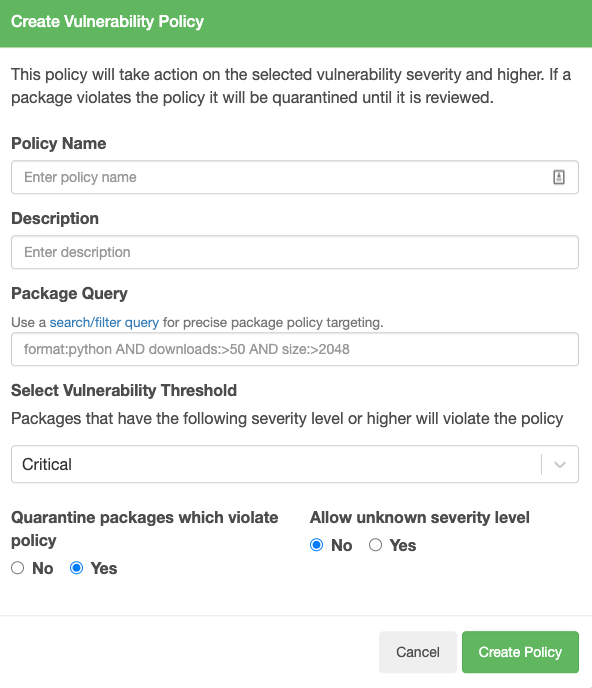 Create Vulnerability Policy
This policy will take action on the selected vulnerability severity and higher. If a
package violates the policy it will be quarantined until it is reviewed.
Policy Name
Enter policy name
Description
Enter description
Package Query
Use a search/filter query for precise package policy targeting.
format:python AND downloads:>50 AND size:>2048
Select Vulnerability Threshold
Packages that have the following severity level or higher will violate the policy
Critical
Quarantine packages which violate
policy
No Yes
Allow unknown severity level
No Yes
Cancel Create Policy